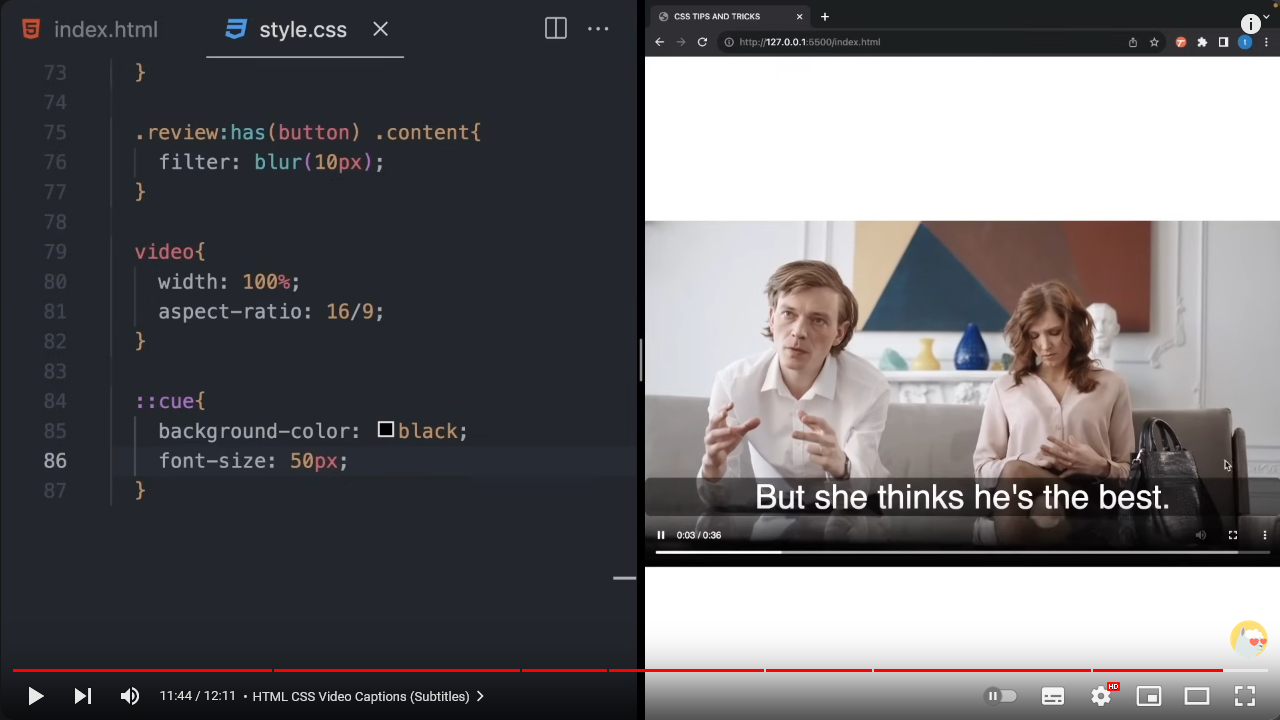 index.html
style.css
73 }
74
75 .review:has(button) .content{
76 filter: blur(10px);
77 }
78
79 video{
80 width: 100%;
81 aspect-ratio: 16/9;
82 }
83
84 ::cue{
85 background-color: black;
86 font-size: 50px;
87 }
CSS TIPS AND TRICKS
http://127.0.0.1:5500/index.html
But she thinks he's the best.
0:03 / 0:36
11:44 / 12:11 • HTML CSS Video Captions (Subtitles)
HD